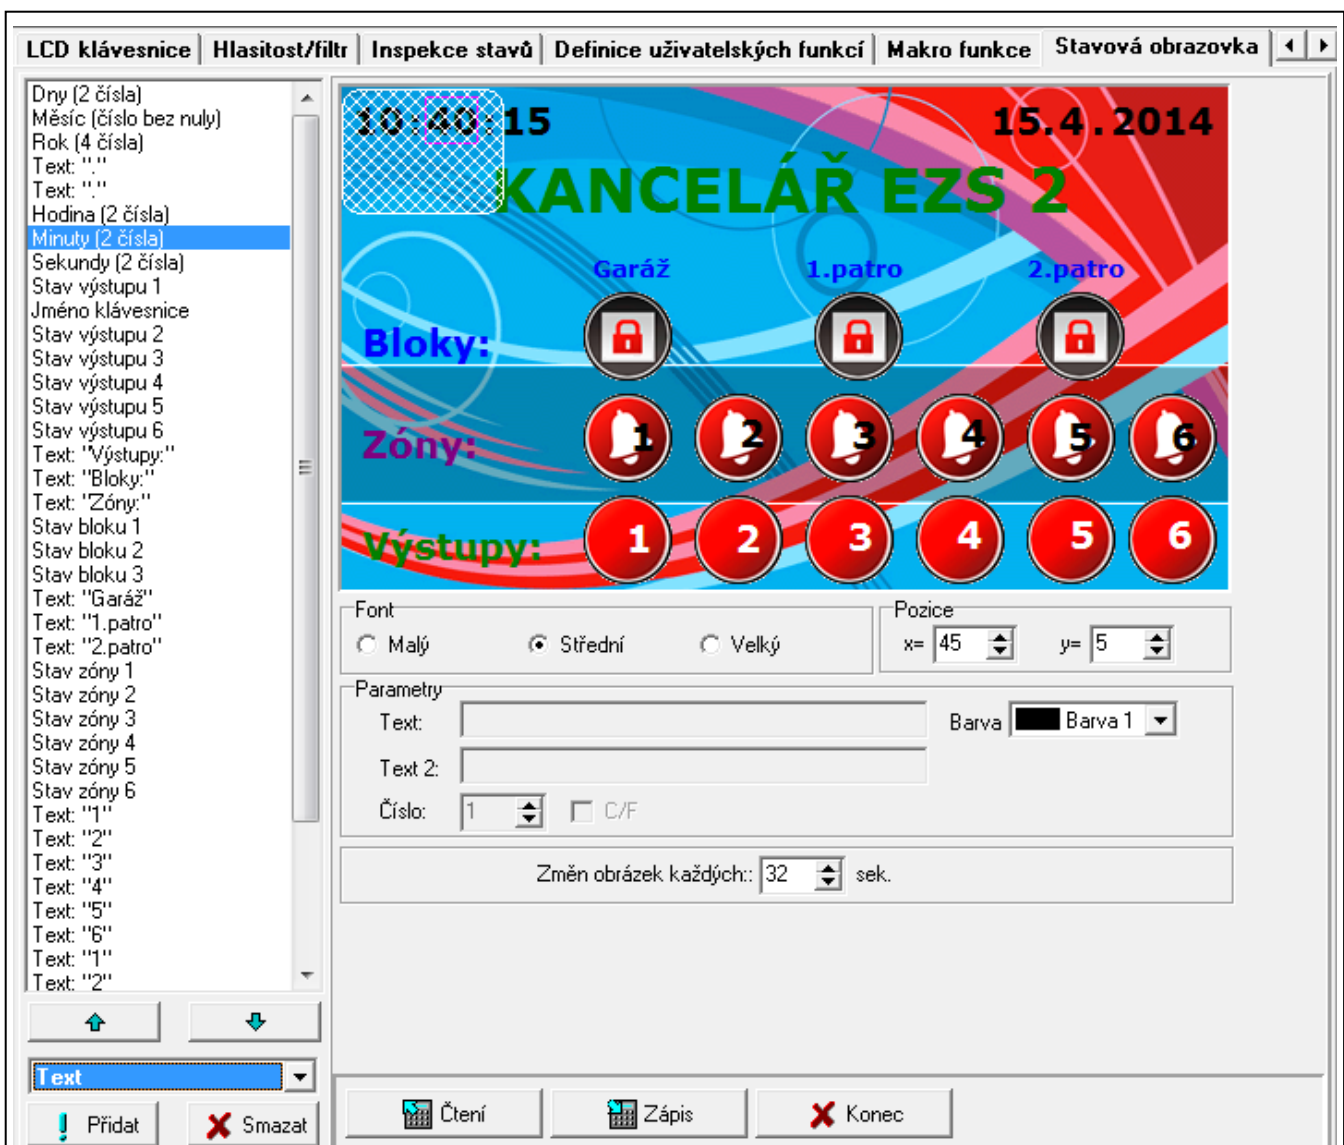 LCD klávesnice Hlasitost/filtr Inspekce stavů Definice uživatelských funkcí Makro funkce Stavová obrazovka
Dny (2 čísla)
Měsíc (číslo bez nuly)
Rok (4 čísla)
Text: "."
Text: "."
Hodina (2 čísla)
Minuty (2 čísla)
Sekundy (2 čísla)
Stav výstupu 1
Jméno klávesnice
Stav výstupu 2
Stav výstupu 3
Stav výstupu 4
Stav výstupu 5
Stav výstupu 6
Text: "Výstupy:"
Text: "Bloky:"
Text: "Zóny:"
Stav bloku 1
Stav bloku 2
Stav bloku 3
Text: "Garáž"
Text: "1.patro"
Text: "2.patro"
Stav zóny 1
Stav zóny 2
Stav zóny 3
Stav zóny 4
Stav zóny 5
Stav zóny 6
Text: "1"
Text: "2"
Text: "3"
Text: "4"
Text: "5"
Text: "6"
Text: "1"
Text: "2"
Text
Přidat Smazat
10:40:15 15.4.2014
KANCELÁŘ EZS 2
Garáž 1.patro 2.patro
Bloky:
Zóny: 1 2 3 4 5 6
Výstupy: 1 2 3 4 5 6
Font
Malý Střední Velký
Pozice
x= 45 y= 5
Parametry
Text: Barva Barva 1
Text 2:
Číslo: 1 C/F
Změn obrázek každých:: 32 sek.
Čtení Zápis Konec